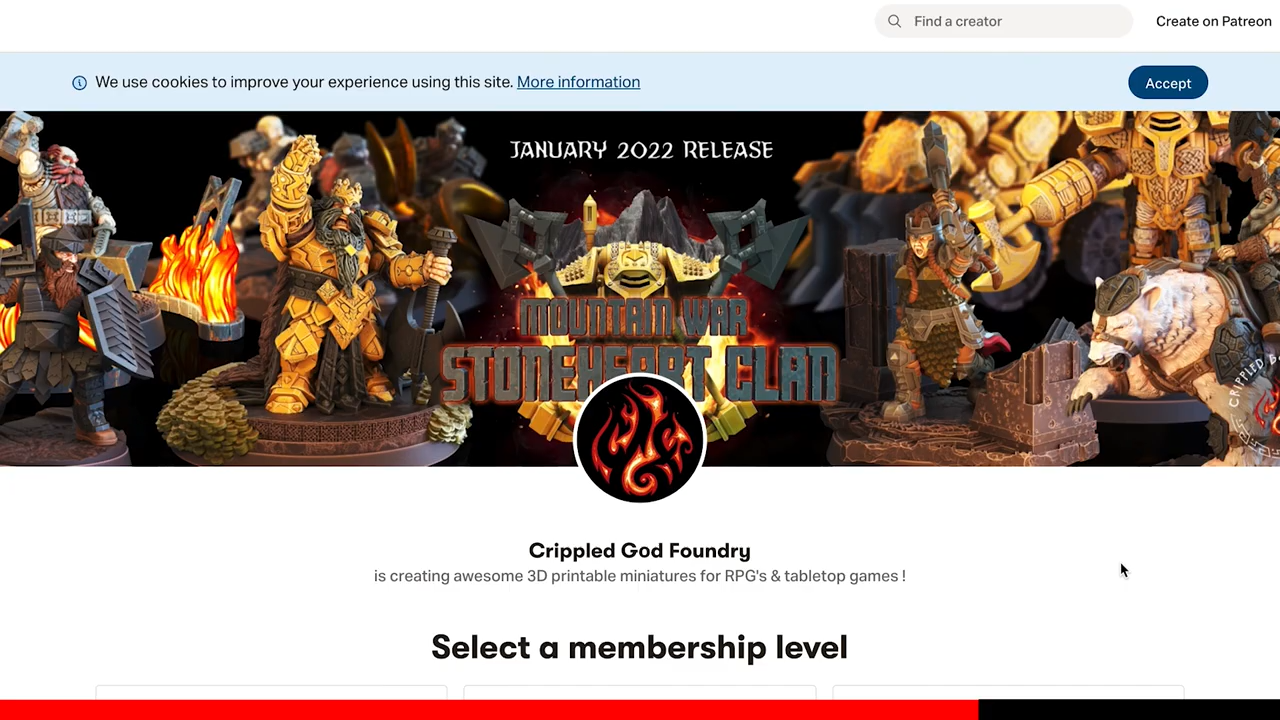 Find a creator
Create on Patreon
We use cookies to improve your experience using this site. More information
Accept
JANUARY 2022 RELEASE
MOUNTAIN WAR
STONEHEART CLAN
CRIPPLED
Crippled God Foundry
is creating awesome 3D printable miniatures for RPG's & tabletop games !
Select a membership level